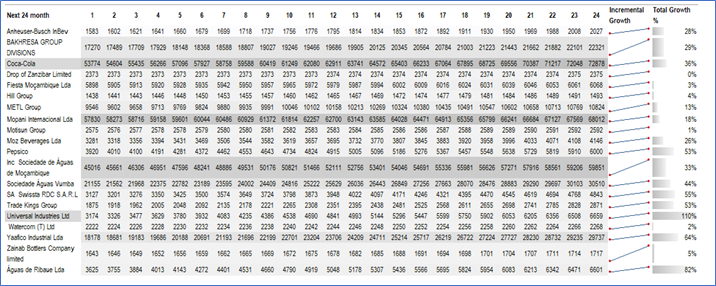 Next 24 month 1 2 3 4 5 6 7 8 9 10 11 12 13 14 15 16 17 18 19 20 21 22 23 24 Incremental Growth Total Growth %
Anheuser-Busch InBev 1583 1602 1621 1641 1660 1679 1699 1718 1737 1756 1776 1795 1814 1834 1853 1872 1892 1911 1930 1950 1969 1988 2008 2027 28%
BAKHRESA GROUP
DIVISIONS 17270 17489 17709 17929 18148 18368 18588 18807 19027 19246 19466 19686 19905 20125 20345 20564 20784 21003 21223 21443 21662 21882 22101 22321 29%
Coca-Cola 53774 54604 55435 56266 57096 57927 58758 59588 60419 61249 62080 62911 63741 64572 65403 66233 67064 67895 68725 69556 70387 71217 72048 72878 36%
Drop of Zanzibar Limited 2373 2373 2373 2373 2373 2373 2373 2373 2374 2374 2374 2374 2374 2374 2374 2374 2374 2374 2374 2374 2374 2374 2375 2375 0%
Fiesta Moçambique Limited 5898 5905 5913 5920 5928 5935 5942 5950 5957 5965 5972 5979 5987 5994 6002 6009 6016 6024 6031 6039 6046 6053 6061 6068 3%
Hill Group 1438 1441 1443 1446 1448 1450 1453 1455 1457 1460 1462 1465 1467 1469 1472 1474 1477 1479 1481 1484 1486 1489 1491 1493 4%
METL Group 9546 9602 9658 9713 9769 9824 9880 9935 9991 10046 10102 10158 10213 10269 10324 10380 10435 10491 10547 10602 10658 10713 10769 10824 13%
Mopani Internacional Lda 57830 58273 58716 59158 59601 60044 60486 60929 61372 61814 62257 62700 63143 63585 64028 64471 64913 65356 65799 66241 66684 67127 67569 68012 18%
Motisun Group 2575 2576 2577 2578 2578 2579 2580 2580 2581 2582 2582 2583 2584 2585 2586 2586 2587 2588 2589 2589 2590 2591 2592 2592 1%
Moz Beverages Lda 3281 3318 3356 3394 3431 3469 3507 3544 3582 3620 3657 3695 3732 3770 3807 3845 3883 3920 3958 3996 4033 4071 4108 4146 26%
Pepsico 3920 4010 4100 4191 4281 4372 4462 4553 4643 4734 4824 4915 5005 5096 5186 5276 5367 5457 5548 5638 5729 5819 5910 6000 53%
Inc Sociedade de Águas
de Moçambique 45016 45661 46306 46951 47596 48241 48886 49531 50176 50821 51466 52111 52756 53401 54046 54691 55336 55981 56626 57271 57916 58561 59206 59851 33%
Sociedade Águas Vumba 21155 21562 21968 22375 22782 23189 23595 24002 24409 24816 25222 25629 26036 26443 26849 27256 27663 28070 28476 28883 29290 29697 30103 30510 44%
SA Swissta RDC S.A.R.L 3127 3201 3276 3350 3425 3500 3574 3649 3724 3798 3873 3948 4022 4097 4171 4246 4321 4395 4470 4545 4619 4694 4768 4843 55%
Trade Kings Group 1875 1918 1962 2005 2048 2092 2135 2178 2221 2265 2308 2351 2395 2438 2481 2525 2568 2611 2655 2698 2741 2785 2828 2871 53%
Universal Industries Ltd 3174 3326 3477 3629 3780 3932 4083 4235 4386 4538 4690 4841 4993 5144 5296 5447 5599 5750 5902 6053 6205 6356 6508 6659 110%
Watercom (T) Ltd 2222 2224 2226 2228 2230 2232 2234 2236 2238 2240 2242 2244 2246 2248 2250 2252 2254 2256 2258 2260 2262 2264 2266 2268 2%
Yaafico Industrial Lda 18178 18681 19183 19686 20188 20691 21193 21696 22199 22701 23204 23706 24209 24711 25214 25717 26219 26722 27224 27727 28230 28732 29235 29737 64%
Zainab Bottlers Company
limited 1643 1646 1649 1652 1656 1659 1662 1665 1669 1672 1675 1678 1682 1685 1688 1691 1694 1698 1701 1704 1707 1711 1714 1717 5%
Águas de Ribaue Lda 3625 3755 3884 4013 4143 4272 4401 4531 4660 4790 4919 5048 5178 5307 5436 5566 5695 5824 5954 6083 6213 6342 6471 6601 82%